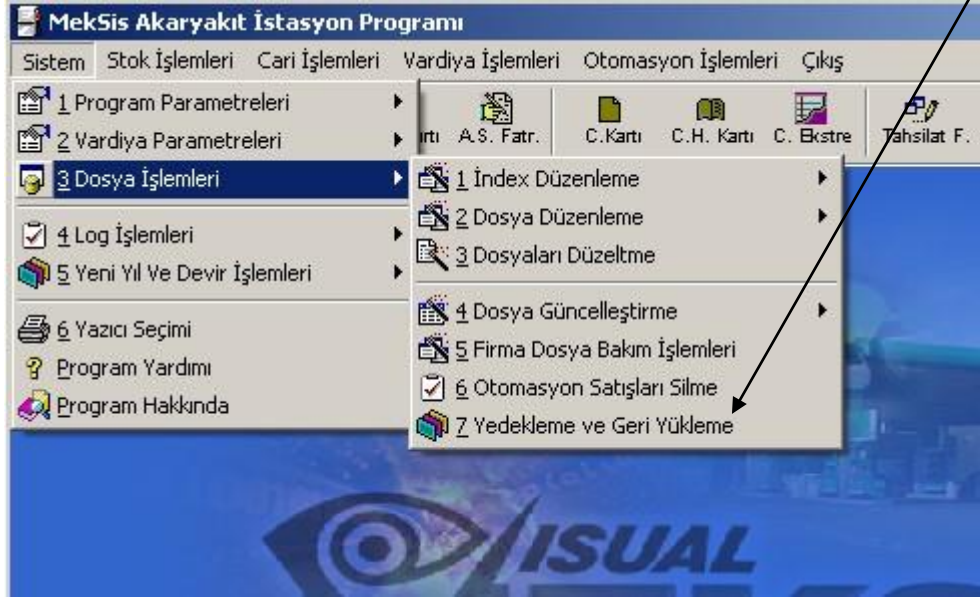 MekSis Akaryakıt İstasyon Programı
Sistem Stok İşlemleri Cari İşlemleri Vardiya İşlemleri Otomasyon İşlemleri Çıkış
A.S. Fatr. C.Kartı C.H. Kartı C. Ekstre Tahsilat F.
1 Program Parametreleri
2 Vardiya Parametreleri
3 Dosya İşlemleri
4 Log İşlemleri
5 Yeni Yıl Ve Devir İşlemleri
6 Yazıcı Seçimi
Program Yardımı
Program Hakkında
1 İndex Düzenleme
2 Dosya Düzenleme
3 Dosyaları Düzeltme
4 Dosya Güncelleştirme
5 Firma Dosya Bakım İşlemleri
6 Otomasyon Satışları Silme
7 Yedekleme ve Geri Yükleme
VISUAL